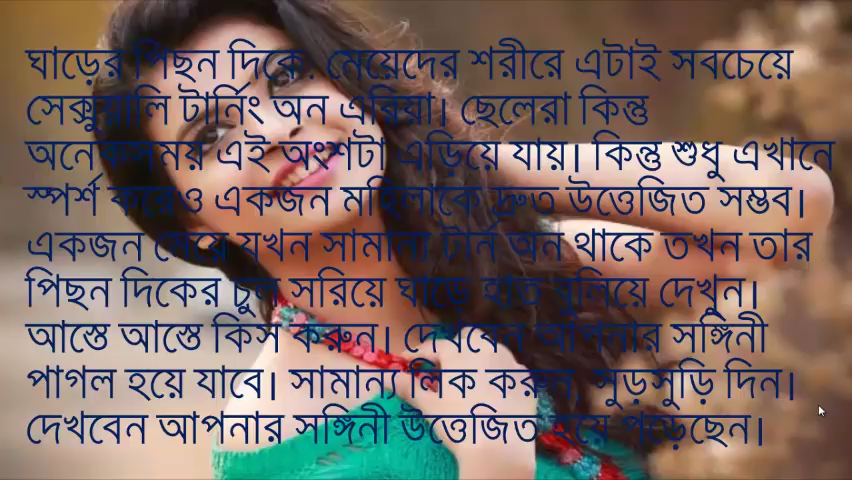 ঘাড়ের পিছন দিকে. মেয়েদের শরীরে এটাই সবচেয়ে
সেক্সুয়ালি টার্নিং অন এরিয়া। ছেলেরা কিন্তু
অনেকসময় এই অংশটা এড়িয়ে যায়। কিন্তু শুধু এখানে
স্পর্শ করেও একজন মহিলাকে দ্রুত উত্তেজিত সম্ভব।
একজন মেয়ে যখন সামান্য টার্ন অন থাকে তখন তার
পিছন দিকের চুল সরিয়ে ঘাড়ে হাত বুলিয়ে দেখুন।
আস্তে আস্তে কিস করুন। দেখবেন আপনার সঙ্গিনী
পাগল হয়ে যাবে। সামান্য লিক করুন, সুড়সুড়ি দিন।
দেখবেন আপনার সঙ্গিনী উত্তেজিত হয়ে পড়েছেন।